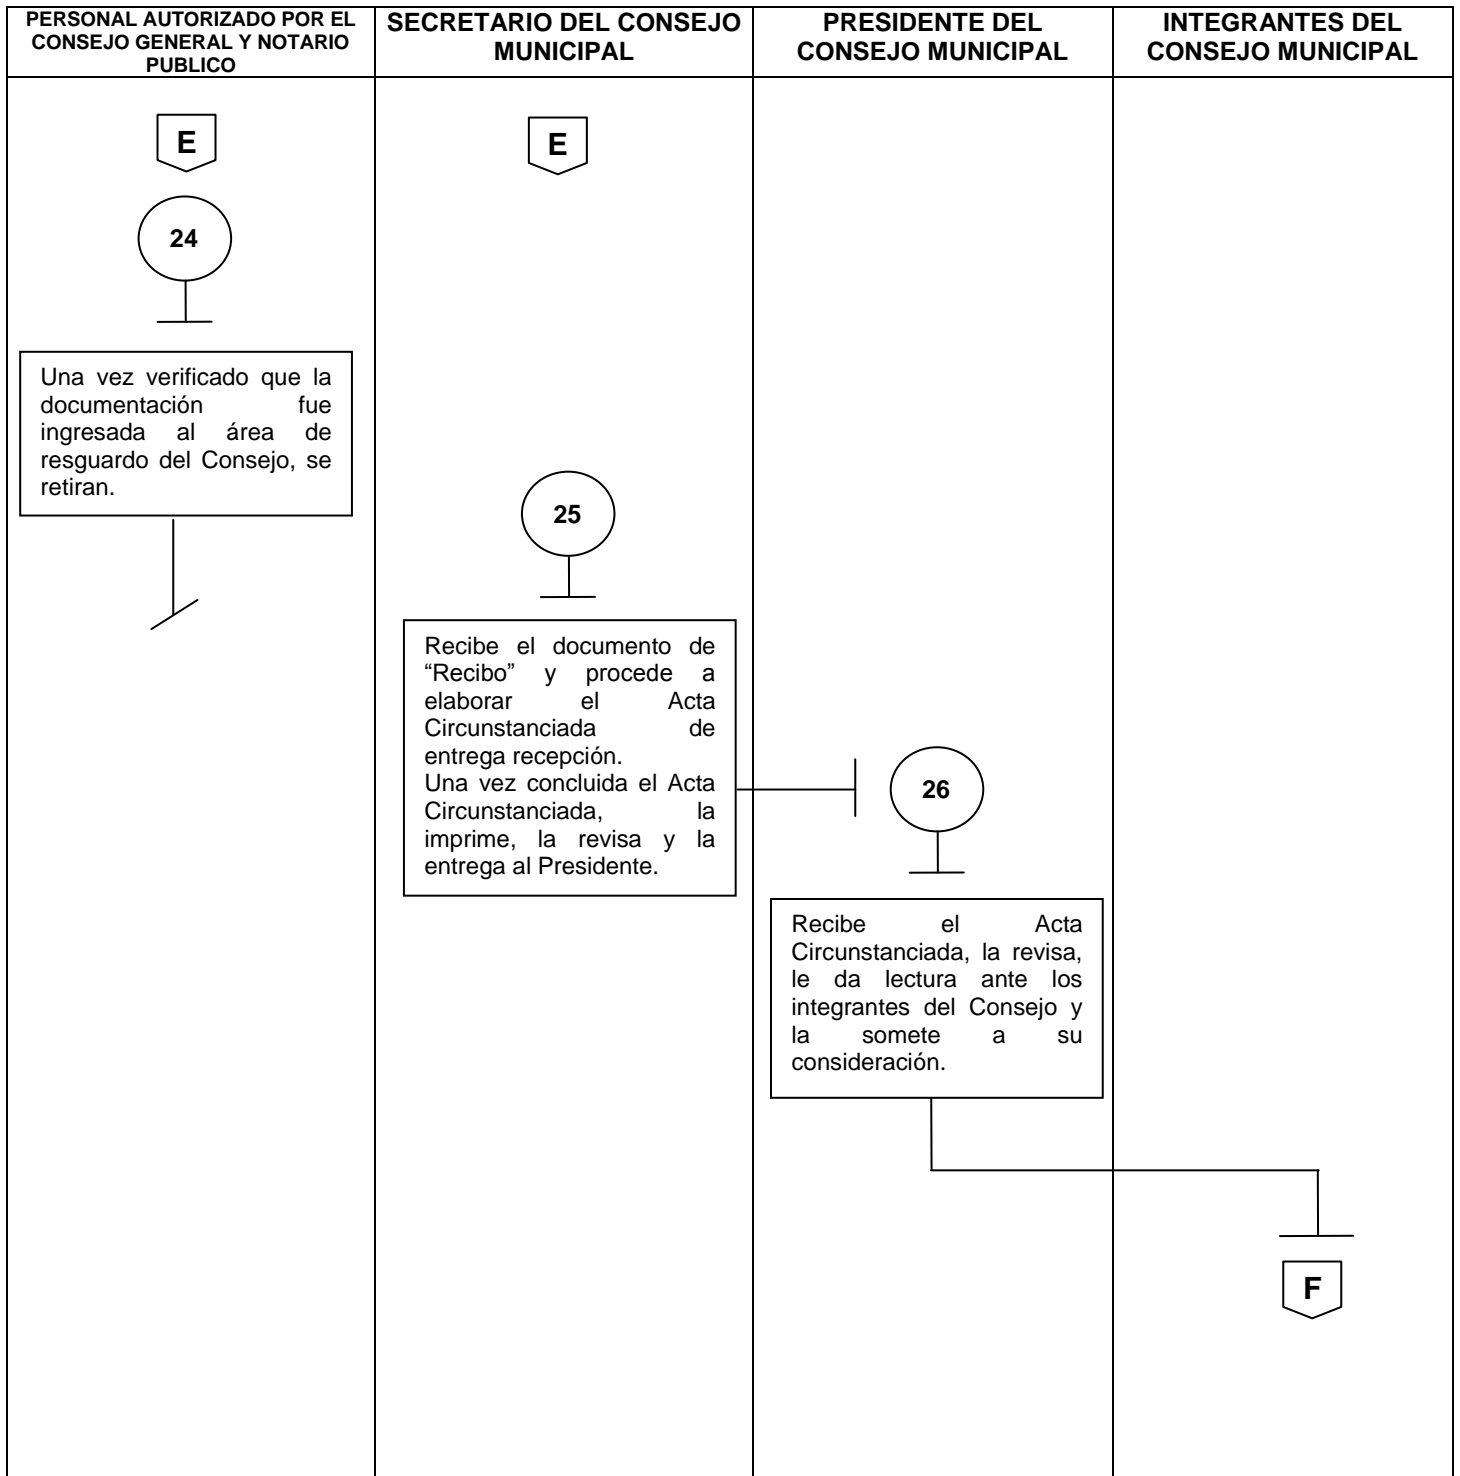 PERSONAL AUTORIZADO POR EL
CONSEJO GENERAL Y NOTARIO
PUBLICO
SECRETARIO DEL CONSEJO
MUNICIPAL
PRESIDENTE DEL
CONSEJO MUNICIPAL
INTEGRANTES DEL
CONSEJO MUNICIPAL
E
E
24
Una vez verificado que la
documentación fue
ingresada al área de
resguardo del Consejo, se
retiran.
25
Recibe el documento de
“Recibo” y procede a
elaborar el Acta
Circunstanciada de
entrega recepción.
Una vez concluida el Acta
Circunstanciada, la
imprime, la revisa y la
entrega al Presidente.
26
Recibe el Acta
Circunstanciada, la revisa,
le da lectura ante los
integrantes del Consejo y
la somete a su
consideración.
F